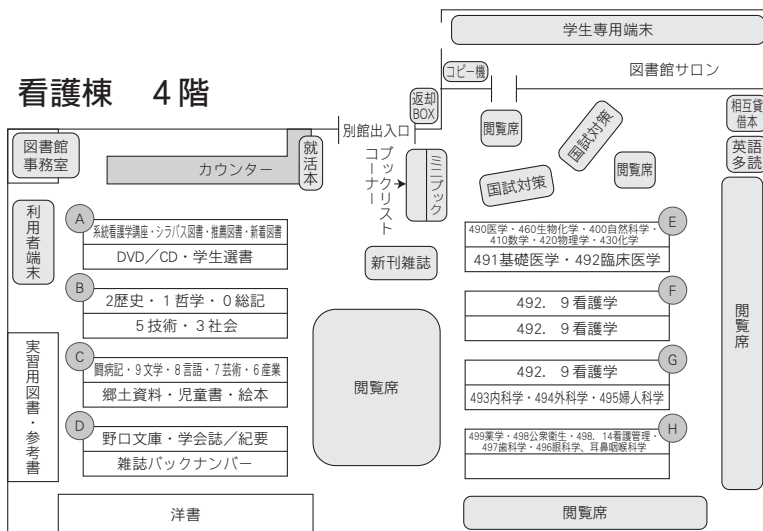 学生専用端末
図書館サロン
コピー機
看護棟　４階
返却
BOX
別館出入口
閲覧席
国試対策
相互貸
借本
図書館
事務室
カウンター
就活本
ブックリスト
コーナー
ミニブック
国試対策
閲覧席
英語
多読
利用者端末
A
系統看護学講座・シラバス図書・推薦図書・新着図書
DVD／CD・学生選書
新刊雑誌
E
490医学・460生物化学・400自然科学・
410数学・420物理学・430化学
491基礎医学・492臨床医学
B
2歴史・１哲学・０総記
５技術・３社会
F
492．９看護学
492．９看護学
閲覧席
実習用図書・参考書
C
闘病記・９文学・８言語・７芸術・６産業
郷土資料・児童書・絵本
閲覧席
G
492．９看護学
493内科学・494外科学・495婦人科学
D
野口文庫・学会誌／紀要
雑誌バックナンバー
H
499薬学・498公衆衛生・498．14看護管理・
497歯科学・496眼科学、耳鼻咽喉科学
洋書
閲覧席